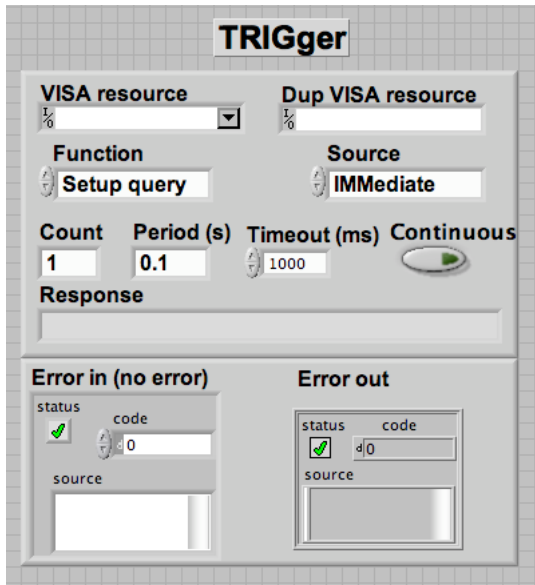 TRIGger
VISA resource Dup VISA resource
I/O I/O
Function Source
Setup query IMMediate
Count Period (s) Timeout (ms) Continuous
1 0.1 1000
Response
Error in (no error) Error out
status code status code
d 0 d 0
source source